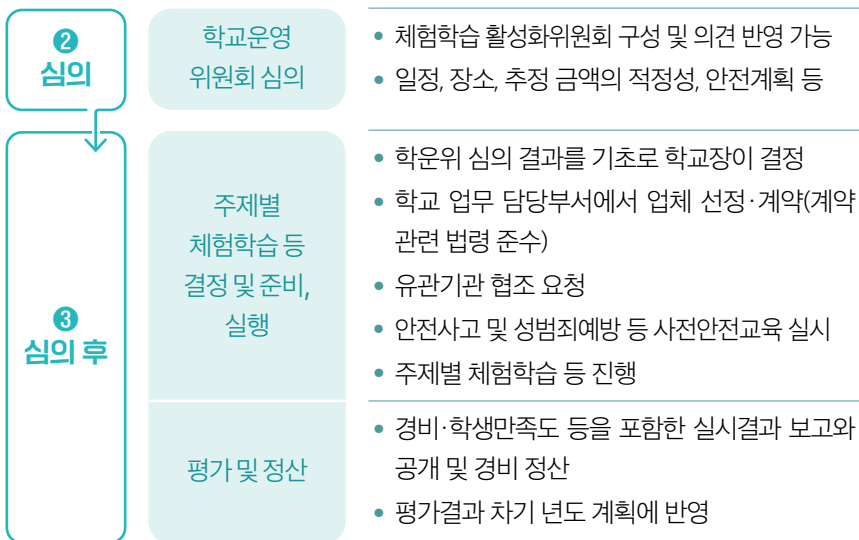 ❷
심의
학교운영
위원회 심의
• 체험학습 활성화위원회 구성 및 의견 반영 가능
• 일정, 장소, 추정 금액의 적정성, 안전계획 등
❸
심의 후
주제별
체험학습 등
결정 및 준비,
실행
• 학운위 심의 결과를 기초로 학교장이 결정
• 학교 업무 담당부서에서 업체 선정·계약(계약
관련 법령 준수)
• 유관기관 협조 요청
• 안전사고 및 성범죄예방 등 사전안전교육 실시
• 주제별 체험학습 등 진행
평가 및 정산
• 경비·학생만족도 등을 포함한 실시결과 보고와
공개 및 경비 정산
• 평가결과 차기 년도 계획에 반영